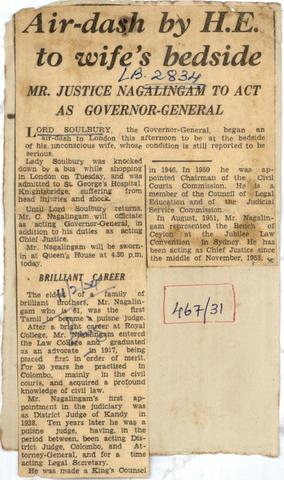 Air-dash by H.E.
to wife's bedside
LB. 2834
MR. JUSTICE NAGALINGAM TO ACT
AS GOVERNOR-GENERAL
LORD SOULBURY, the Governor-General, began an
air-dash to London this afternoon to be at the bedside
of his unconscious wife, whose condition is still reported to be
serious.
Lady Soulbury was knocked
down by a bus while shopping
in London on Tuesday, and was
admitted to St. George's Hospital,
Knightsbridge, suffering from
head injuries and shock.
Until Lord Soulbury returns,
Mr. C. Nagalingam will officiate
as acting Governor-General, in
addition to his duties as acting
Chief Justice.
Mr. Nagalingam will be sworn-
in at Queen's House at 4.30 p.m.
today.
BRILLIANT CAREER
The elder of a family of
brilliant brothers, Mr. Nagalin-
gam who is 61, was the first
Tamil to become a puisne judge.
After a bright career at Royal
College, Mr. Nagalingam entered
the Law College and graduated
as an advocate in 1917, being
placed first in order of merit.
For 20 years he practised in
Colombo, mainly in the
civil courts, and acquired a profound
knowledge of civil law.
Mr. Nagalingam's first ap-
pointment in the judiciary was
as District Judge of Kandy in
1938. Ten years later he was a
puisne judge, having, in the
period between, been acting Dis-
trict Judge, Colombo, and At-
torney-General, and for a time
acting Legal Secretary.
He was made a King's Counsel
in 1946. In 1950 he was ap-
pointed Chairman of the Civil
Courts Commission. He is a
member of the Council of Legal
Education and of the Judicial
Service Commission.
In August, 1951, Mr. Nagalin-
gam represented the Bench of
Ceylon at the Jubilee Law
Convention in Sydney. He has
been acting as Chief Justice since
the middle of November, 1953.
467/31